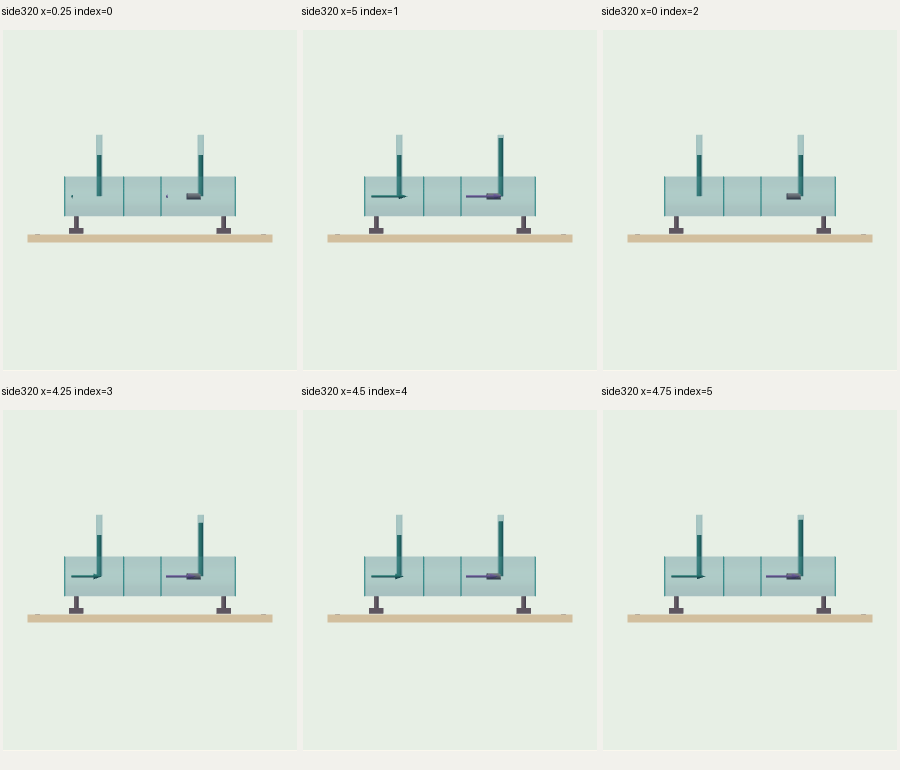 side320 x=0.25 index=0
side320 x=5 index=1
side320 x=0 index=2
side320 x=4.25 index=3
side320 x=4.5 index=4
side320 x=4.75 index=5